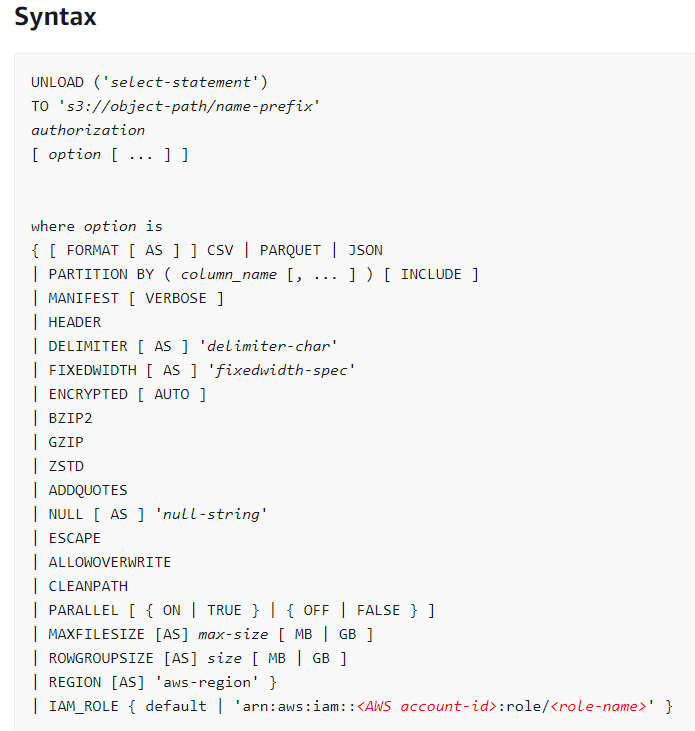 Syntax
UNLOAD ('select-statement')
TO 's3://object-path/name-prefix'
authorization
[ option [ ... ] ]
where option is
{ [ FORMAT [ AS ] ] CSV | PARQUET | JSON
| PARTITION BY ( column_name [, ... ] ) [ INCLUDE ]
| MANIFEST [ VERBOSE ]
| HEADER
| DELIMITER [ AS ] 'delimiter-char'
| FIXEDWIDTH [ AS ] 'fixedwidth-spec'
| ENCRYPTED [ AUTO ]
| BZIP2
| GZIP
| ZSTD
| ADDQUOTES
| NULL [ AS ] 'null-string'
| ESCAPE
| ALLOWOVERWRITE
| CLEANPATH
| PARALLEL [ { ON | TRUE } | { OFF | FALSE } ]
| MAXFILESIZE [AS] max-size [ MB | GB ]
| ROWGROUPSIZE [AS] size [ MB | GB ]
| REGION [AS] 'aws-region' }
| IAM_ROLE { default | 'arn:aws:iam::<AWS account-id>:role/<role-name>' }